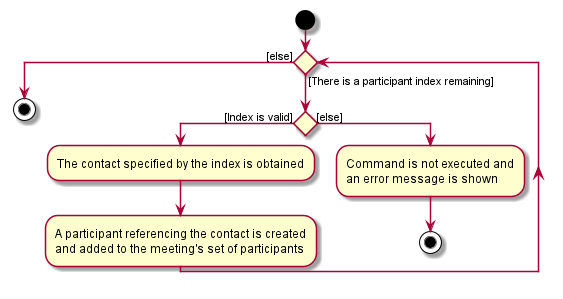 [else]
[There is a participant index remaining]
[Index is valid]
[else]
The contact specified by the index is obtained
Command is not executed and
an error message is shown
A participant referencing the contact is created
and added to the meeting's set of participants